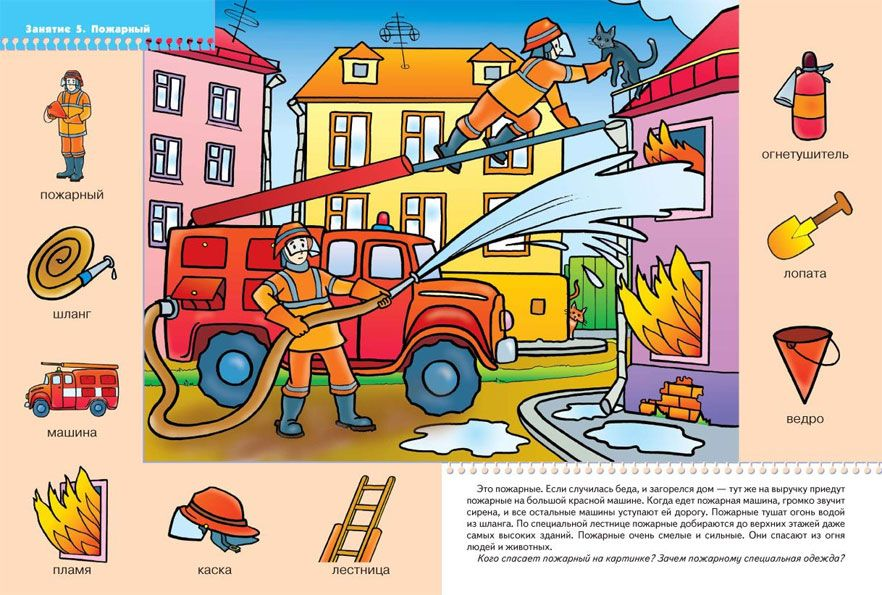 Занятие 5. Пожарный
пожарный
шланг
машина
пламя
каска
лестница
огнетушитель
лопата
ведро
Это пожарные. Если случилась беда, и загорелся дом — тут же на выручку приедут
пожарные на большой красной машине. Когда едет пожарная машина, громко звучит
сирена, и все остальные машины уступают ей дорогу. Пожарные тушат огонь водой
из шланга. По специальной лестнице пожарные добираются до верхних этажей даже
самых высоких зданий. Пожарные очень смелые и сильные. Они спасают из огня
людей и животных.
Кого спасает пожарный на картинке? Зачем пожарному специальная одежда?